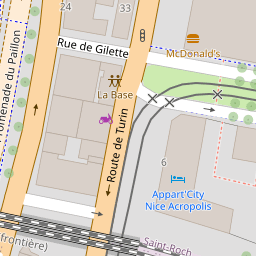 24
33
Rue de Gilette
McDonald's
La Base
Promenade du Paillon
Route de Turin
6
Appart'City
Nice Acropolis
Saint-Roch
frontière)